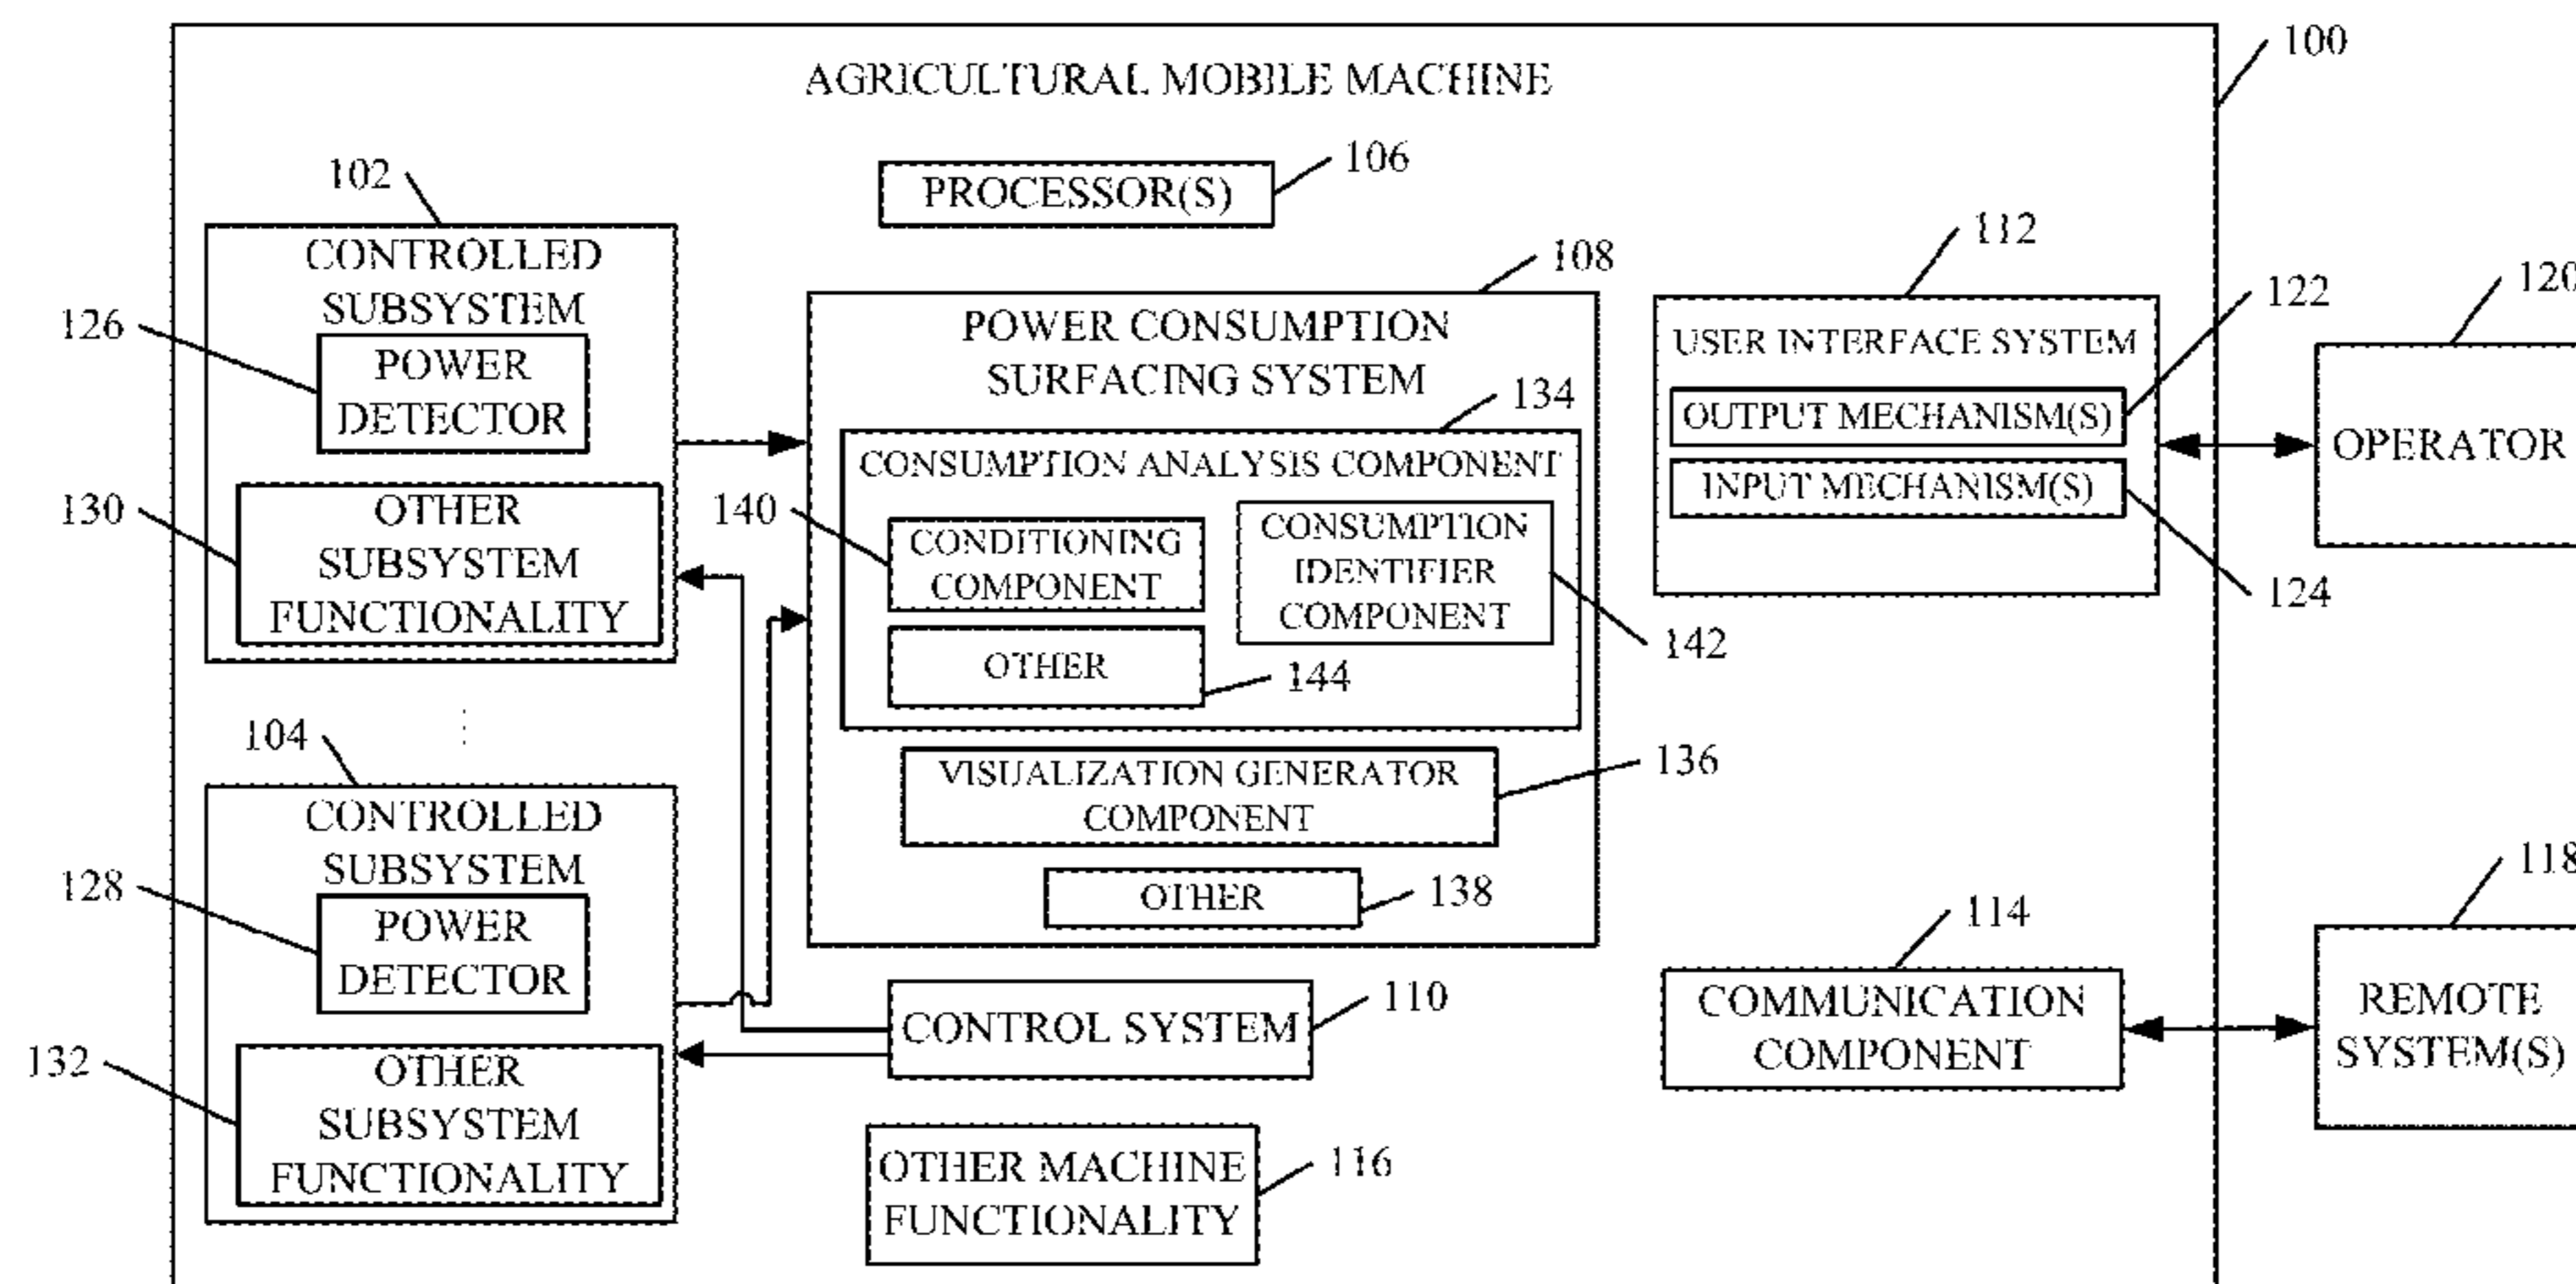 100
AGRICULTURAL MOBILE MACHINE
102
PROCESSOR(S)
106
CONTROLLED
SUBSYSTEM
126
POWER
DETECTOR
130
OTHER
SUBSYSTEM
FUNCTIONALITY
108
POWER CONSUMPTION
SURFACING SYSTEM
134
CONSUMPTION ANALYSIS COMPONENT
140
CONDITIONING
COMPONENT
CONSUMPTION
IDENTIFIER
COMPONENT
142
OTHER
144
VISUALIZATION GENERATOR
COMPONENT
136
OTHER
138
112
USER INTERFACE SYSTEM
122
OUTPUT MECHANISM(S)
INPUT MECHANISM(S)
124
120
OPERATOR
104
CONTROLLED
SUBSYSTEM
128
POWER
DETECTOR
132
OTHER
SUBSYSTEM
FUNCTIONALITY
CONTROL SYSTEM
110
OTHER MACHINE
FUNCTIONALITY
116
114
COMMUNICATION
COMPONENT
118
REMOTE
SYSTEM(S)